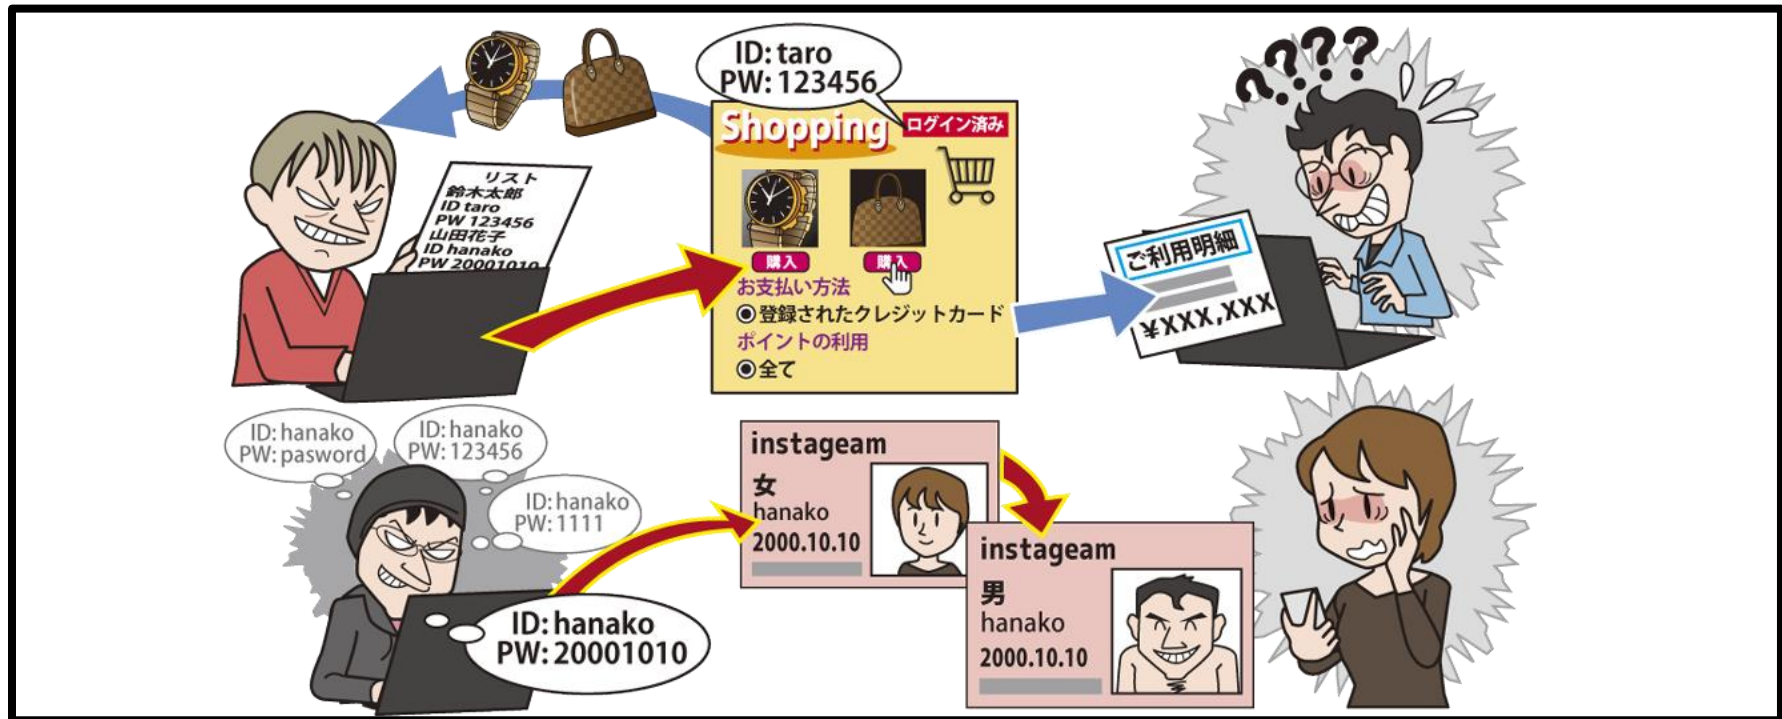 ID: taro
PW: 123456
Shopping
ログイン済み
リスト
鈴木太郎
ID taro
PW 123456
山田花子
ID hanako
PW 20001010
購入
購入
お支払い方法
登録されたクレジットカード
ポイントの利用
全て
????
ご利用明細
¥XXX,XXX
ID: hanako
PW: pasword
ID: hanako
PW: 123456
ID: hanako
PW: 1111
ID: hanako
PW: 20001010
instageam
女
hanako
2000.10.10
instageam
男
hanako
2000.10.10